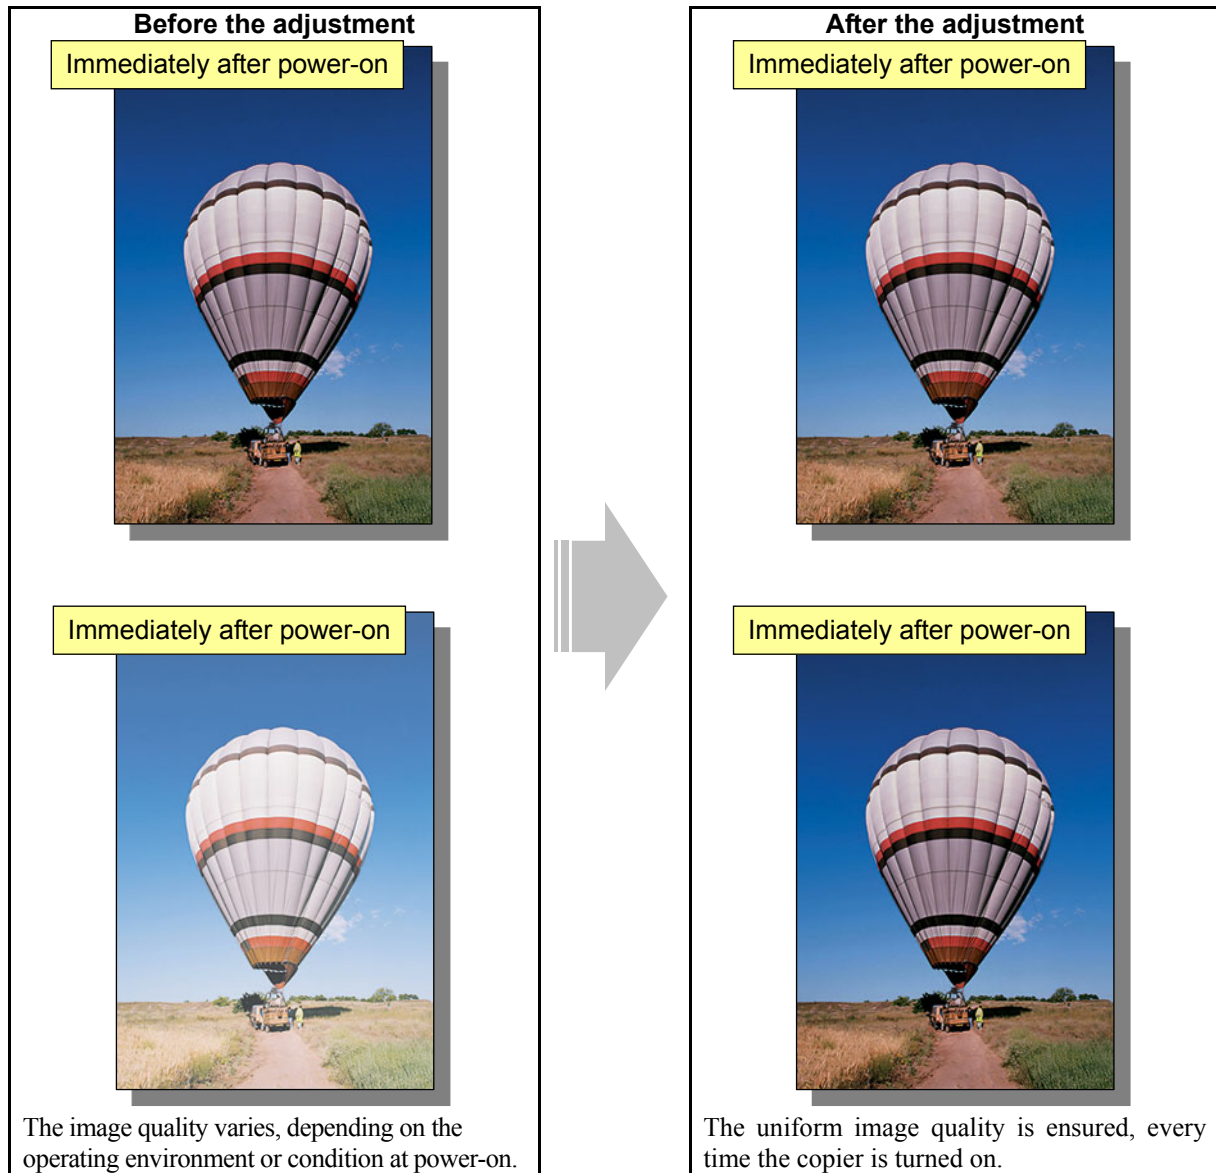 Before the adjustment
Immediately after power-on
Immediately after power-on
The image quality varies, depending on the
operating environment or condition at power-on.
After the adjustment
Immediately after power-on
Immediately after power-on
The uniform image quality is ensured, every
time the copier is turned on.